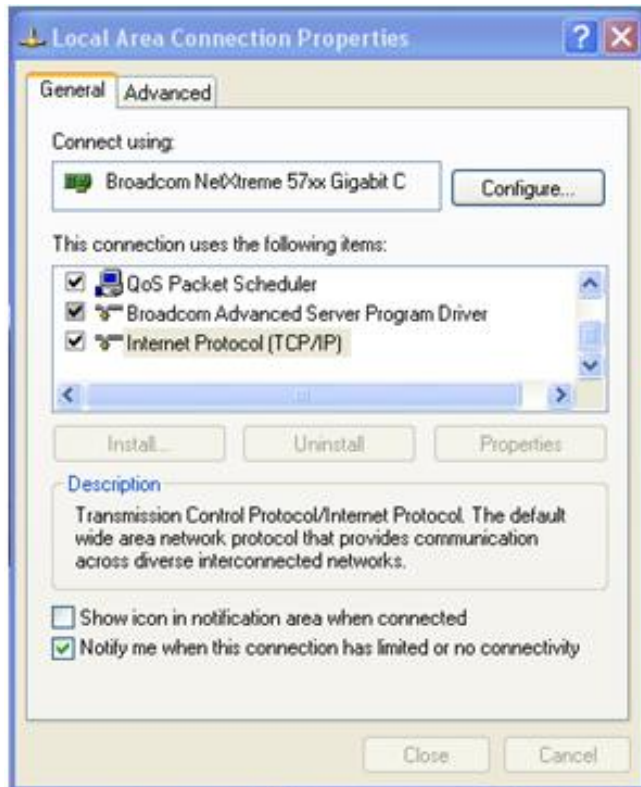 Local Area Connection Properties
General Advanced
Connect using:
Broadcom NetXtreme 57xx Gigabit C Configure...
This connection uses the following items:
QoS Packet Scheduler
Broadcom Advanced Server Program Driver
Internet Protocol (TCP/IP)
Install... Uninstall Properties
Description
Transmission Control Protocol/Internet Protocol. The default
wide area network protocol that provides communication
across diverse interconnected networks.
Show icon in notification area when connected
Notify me when this connection has limited or no connectivity
Close Cancel